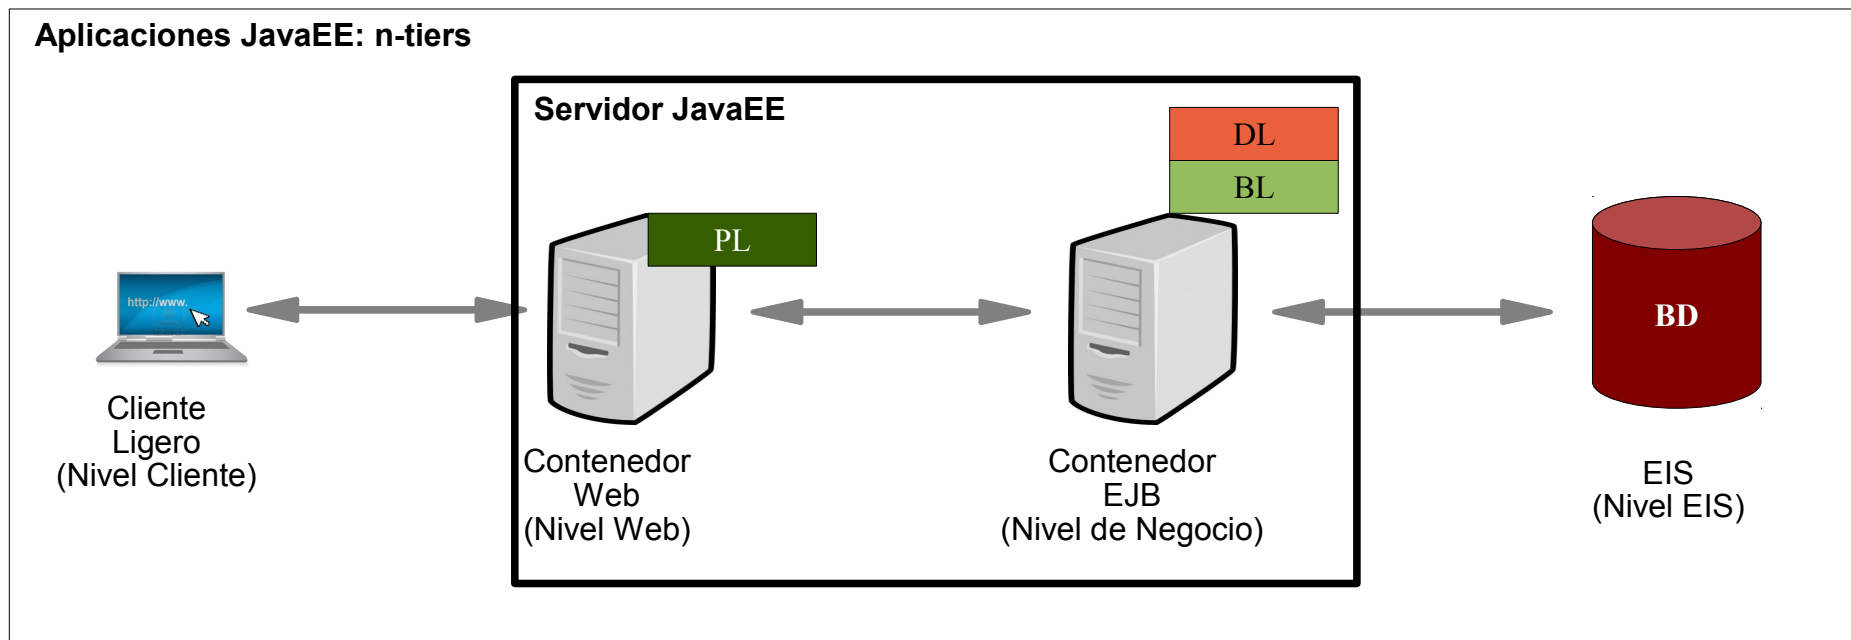 Aplicaciones JavaEE: n-tiers
Servidor JavaEE
DL
BL
PL
http://www.
BD
Cliente
Ligero
(Nivel Cliente)
Contenedor
Web
(Nivel Web)
Contenedor
EJB
(Nivel de Negocio)
EIS
(Nivel EIS)